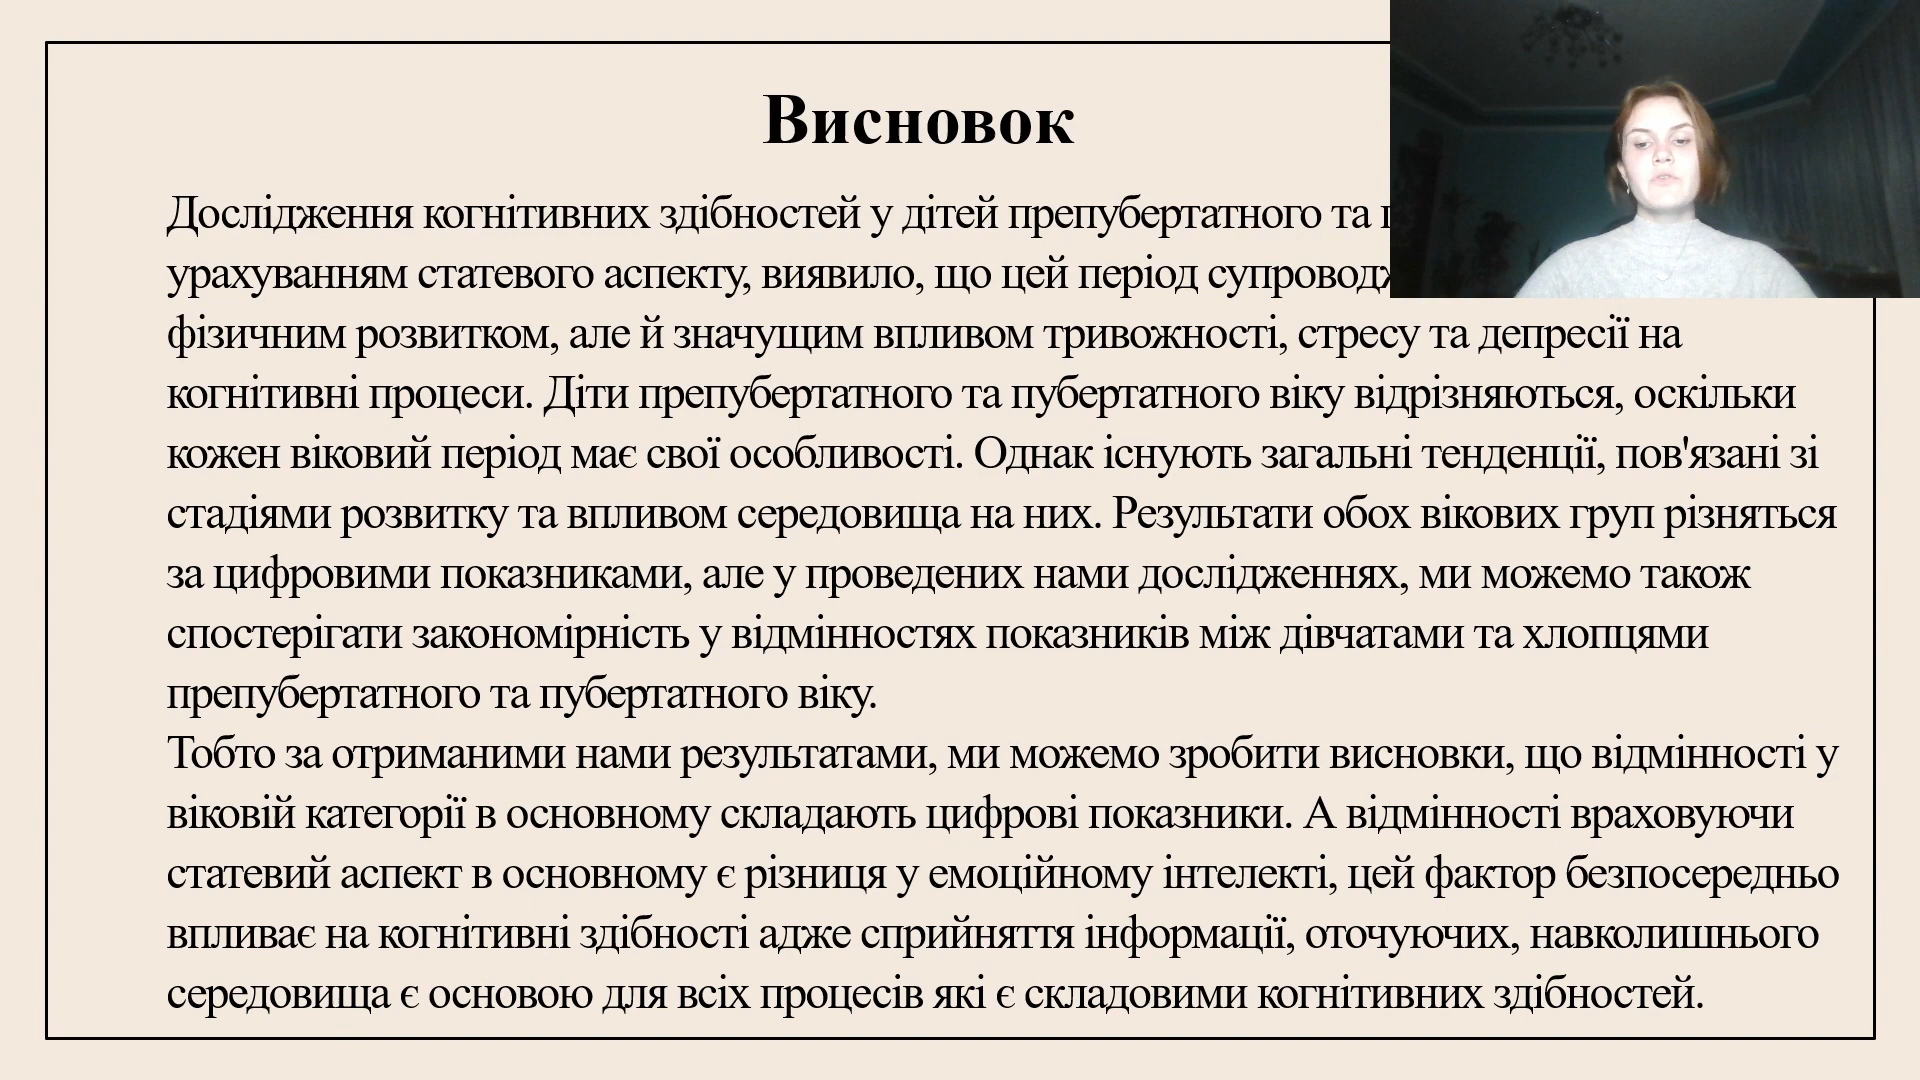 Висновок
Дослідження когнітивних здібностей у дітей препубертатного та
урахуванням статевого аспекту, виявило, що цей період
фізичним розвитком, але й значущим впливом тривожності, стресу та депресії на
когнітивні процеси. Діти препубертатного та пубертатного віку відрізняються, оскільки
кожен віковий період має свої особливості. Однак існують загальні тенденції, пов'язані зі
стадіями розвитку та впливом середовища на них. Результати обох вікових груп різняться
за цифровими показниками, але у проведених нами дослідженнях, ми можемо також
спостерігати закономірність у відмінностях показників між дівчатами та хлопцями
препубертатного та пубертатного віку.
Тобто за отриманими нами результатами, ми можемо зробити висновки, що відмінності у
віковій категорії в основному складають цифрові показники. А відмінності враховуючи
статевий аспект в основному є різниця у емоційному інтелекті, цей фактор безпосередньо
впливає на когнітивні здібності адже сприйняття інформації, оточуючих, навколишнього
середовища є основою для всіх процесів які є складовими когнітивних здібностей.